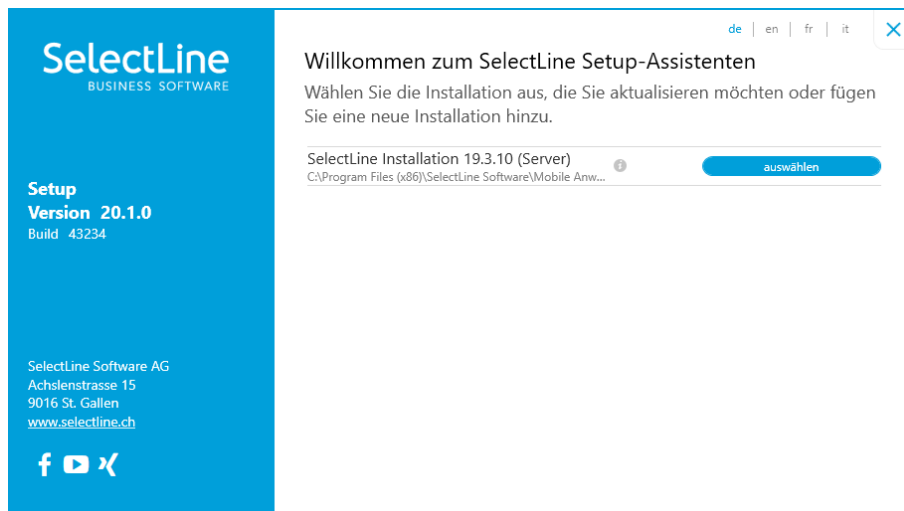 SelectLine
BUSINESS SOFTWARE
Setup
Version 20.1.0
Build 43234
SelectLine Software AG
Achslenstrasse 15
9016 St. Gallen
www.selectline.ch
de | en | fr | it
Willkommen zum SelectLine Setup-Assistenten
Wählen Sie die Installation aus, die Sie aktualisieren möchten oder fügen
Sie eine neue Installation hinzu.
SelectLine Installation 19.3.10 (Server)
C:\Program Files (x86)\SelectLine Software\Mobile Anw...
auswählen